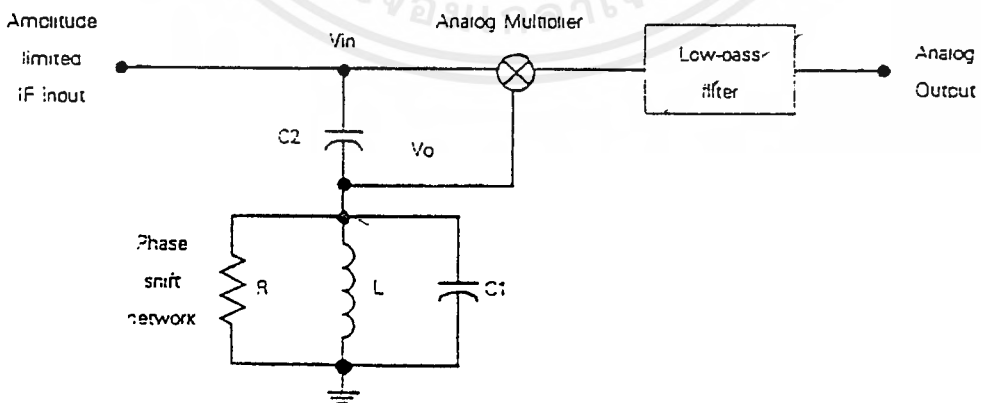 Amplitude
limited
IF input
Vin
Analog Multiplier
Low-pass
filter
Analog
Output
C2
Vo
Phase
shift
network
R
L
C1